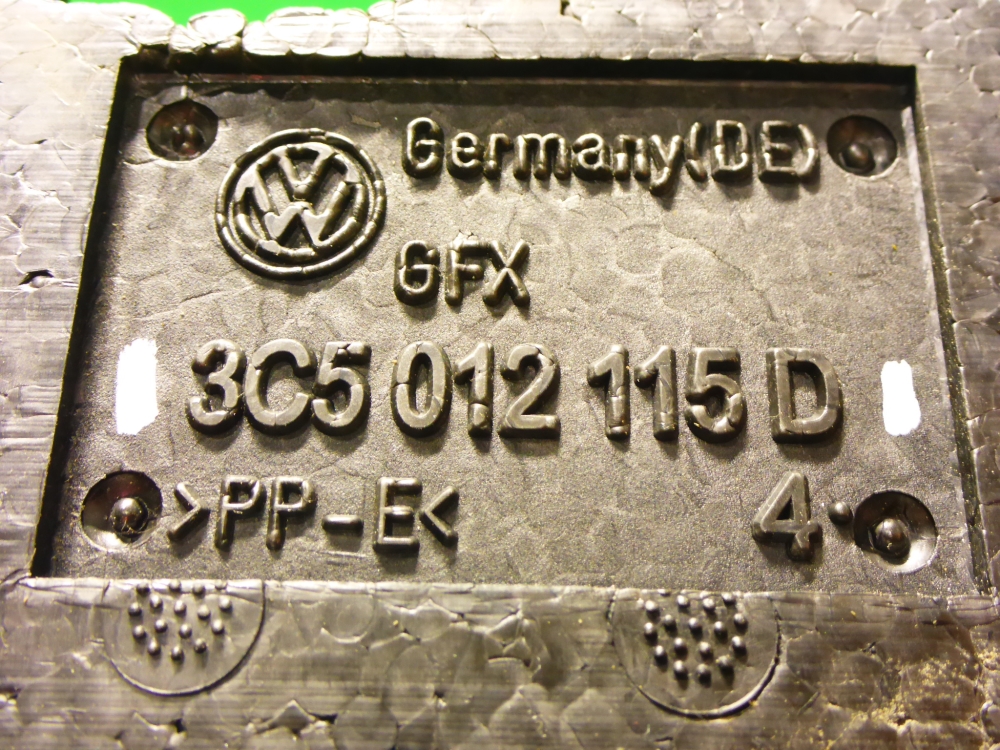 Germany(DE)
GFX
3C5 012 115 D
>PP-E< 4